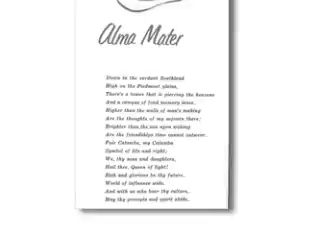 Alma Mater
Down in the verdant Southland
High on the Piedmont plains,
There's a tower that is piercing the heavens
And a campus of fond memory lanes.
Higher than the walls of man's making
Are the thoughts of thy sojourn there;
Brighter than the sun upon waking
Are the friendships time cannot
Fair Catawba, my Catawba
Symbol of life and right;
We, thy sons and daughters,
Hail thee, Queen of light!
Rich and glorious be thy future,
World of influence wide.
And with us who bear thy culture,
May thy precepts and spirit abide.